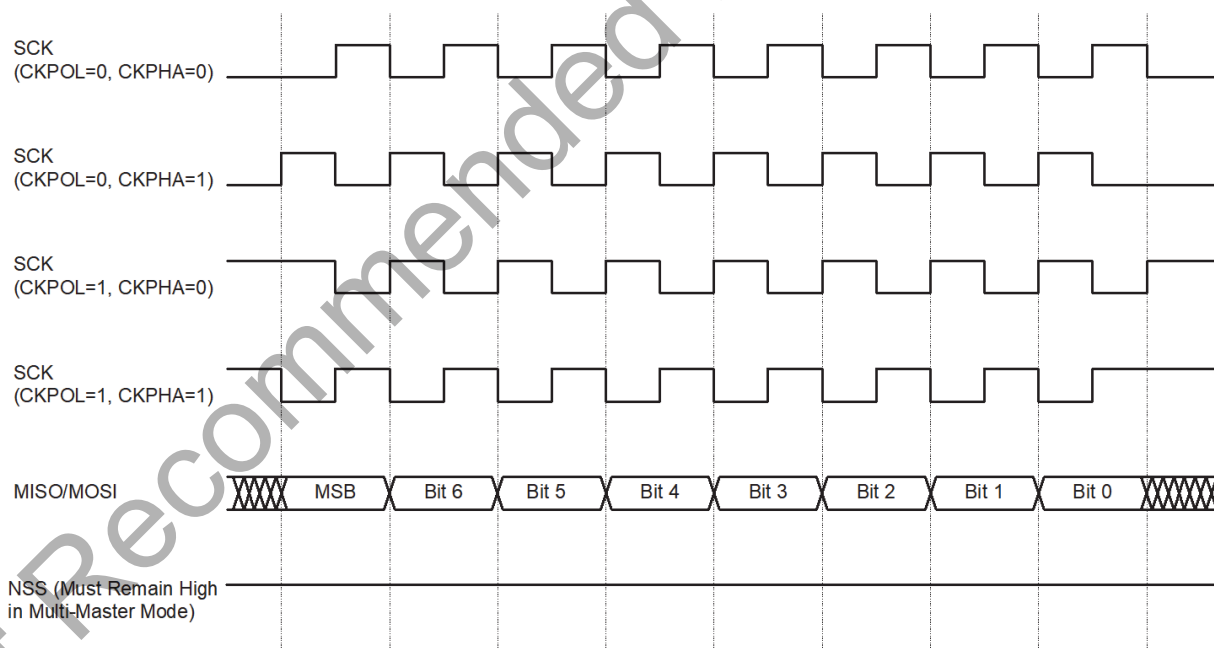 SCK
(CKPOL=0, CKPHA=0)
SCK
(CKPOL=0, CKPHA=1)
SCK
(CKPOL=1, CKPHA=0)
SCK
(CKPOL=1, CKPHA=1)
MISO/MOSI
MSB
Bit 6
Bit 5
Bit 4
Bit 3
Bit 2
Bit 1
Bit 0
NSS (Must Remain High
in Multi-Master Mode)
Recommended